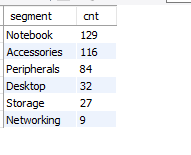 segment cnt
Notebook 129
Accessories 116
Peripherals 84
Desktop 32
Storage 27
Networking 9